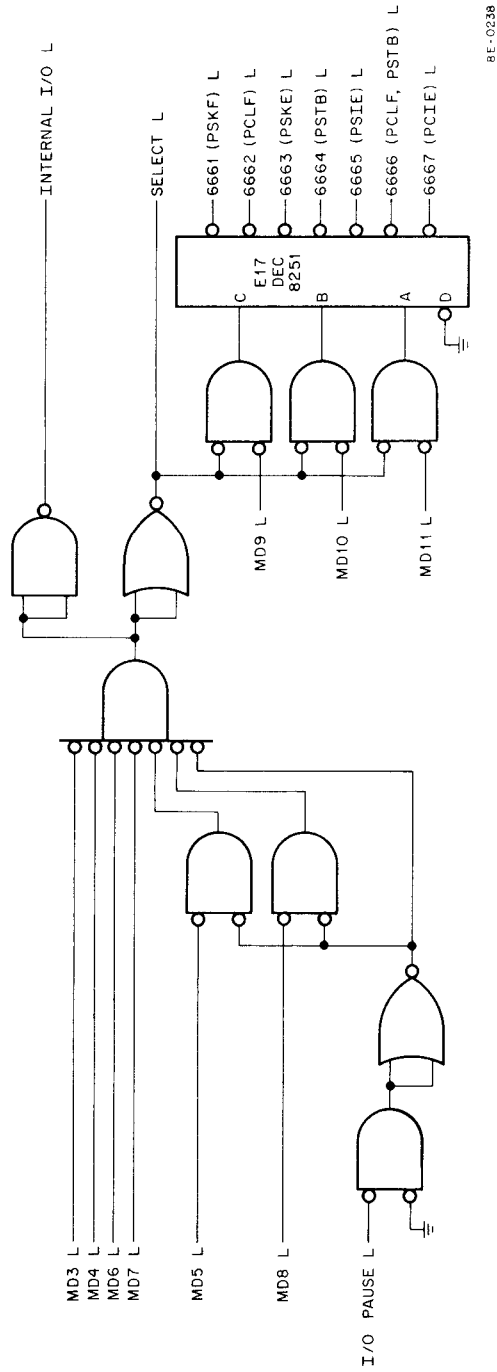 INTERNAL I/O L
SELECT L
MD3 L
MD4 L
MD6 L
MD7 L
MD5 L
MD8 L
I/O PAUSE L
MD9 L
MD10 L
MD11 L
E17
DEC
8251
C
B
A
D
6661 (PSKF) L
6662 (PCLF) L
6663 (PSKE) L
6664 (PSTB) L
6665 (PSIE) L
6666 (PCLF, PSTB) L
6667 (PCIE) L
8E-0238